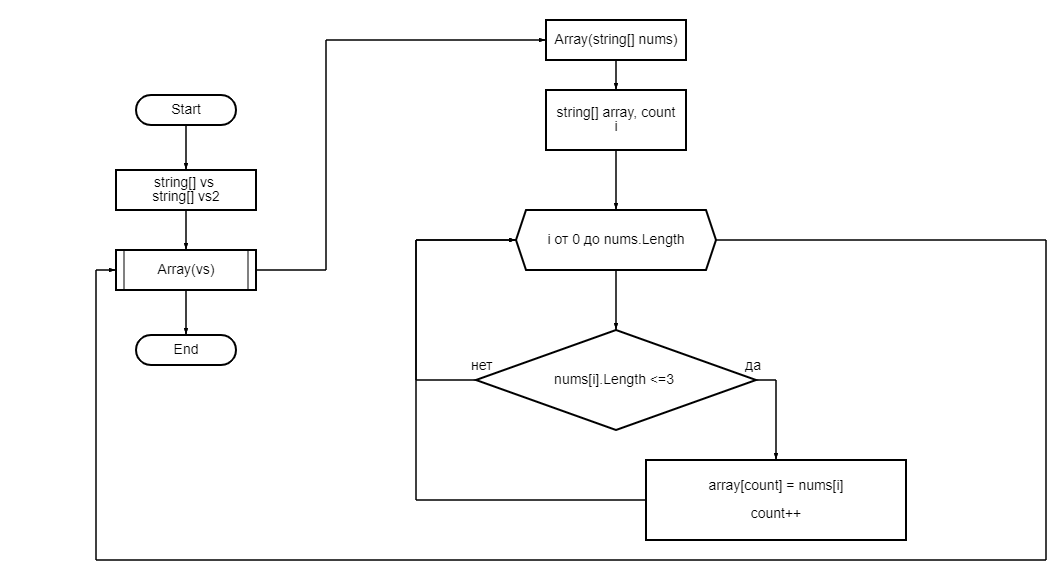 Start
string[] vs
string[] vs2
Array(vs)
End
Array(string[] nums)
string[] array, count
i
i от 0 до nums.Length
нет
да
nums[i].Length <=3
array[count] = nums[i]
count++